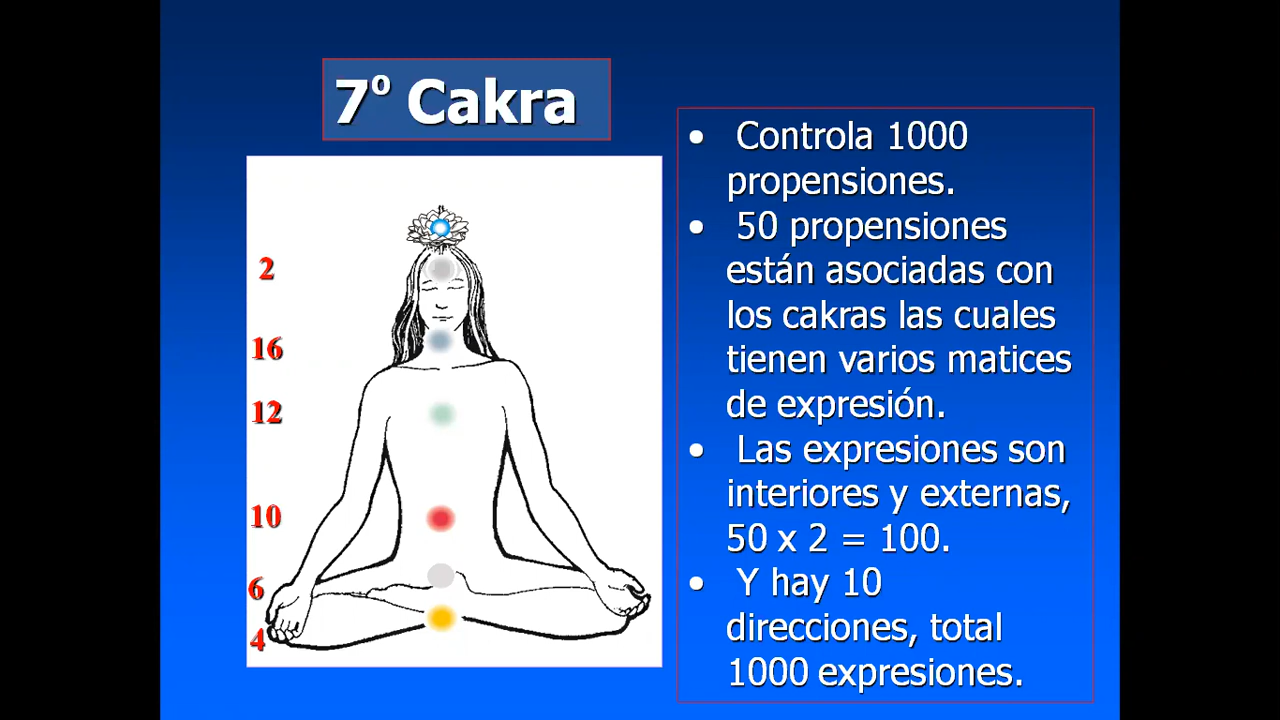 7º Cakra
2
16
12
10
6
4
• Controla 1000
propensiones.
• 50 propensiones
están asociadas con
los cakras las cuales
tienen varios matices
de expresión.
• Las expresiones son
interiores y externas,
50 x 2 = 100.
• Y hay 10
direcciones, total
1000 expresiones.